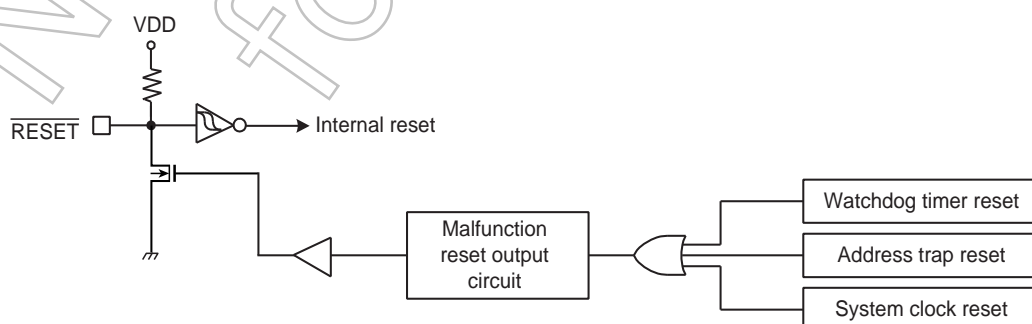 VDD
RESET
Internal reset
Watchdog timer reset
Malfunction
reset output
circuit
Address trap reset
System clock reset